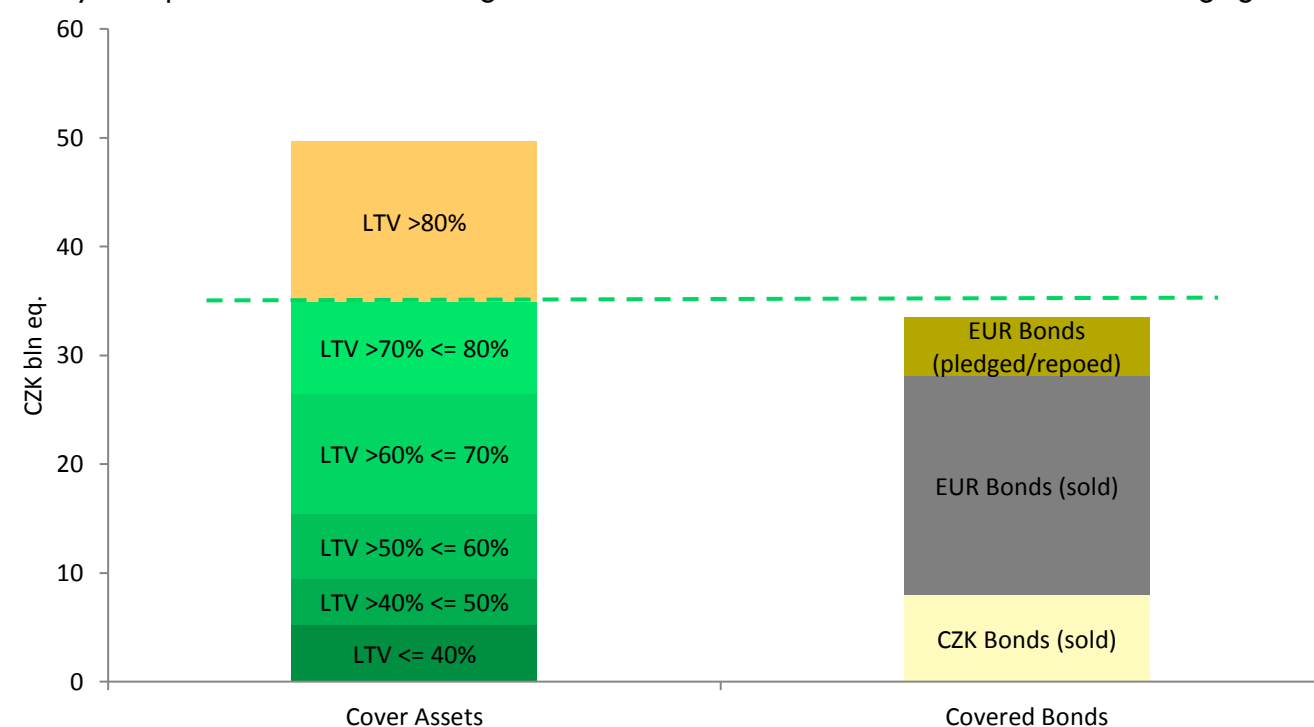 60
50
40
30
20
10
0
CZK bln eq.
LTV >80%
LTV >70% <= 80%
LTV >60% <= 70%
LTV >50% <= 60%
LTV >40% <= 50%
LTV <= 40%
EUR Bonds
(pledged/repoed)
EUR Bonds (sold)
CZK Bonds (sold)
Cover Assets
Covered Bonds